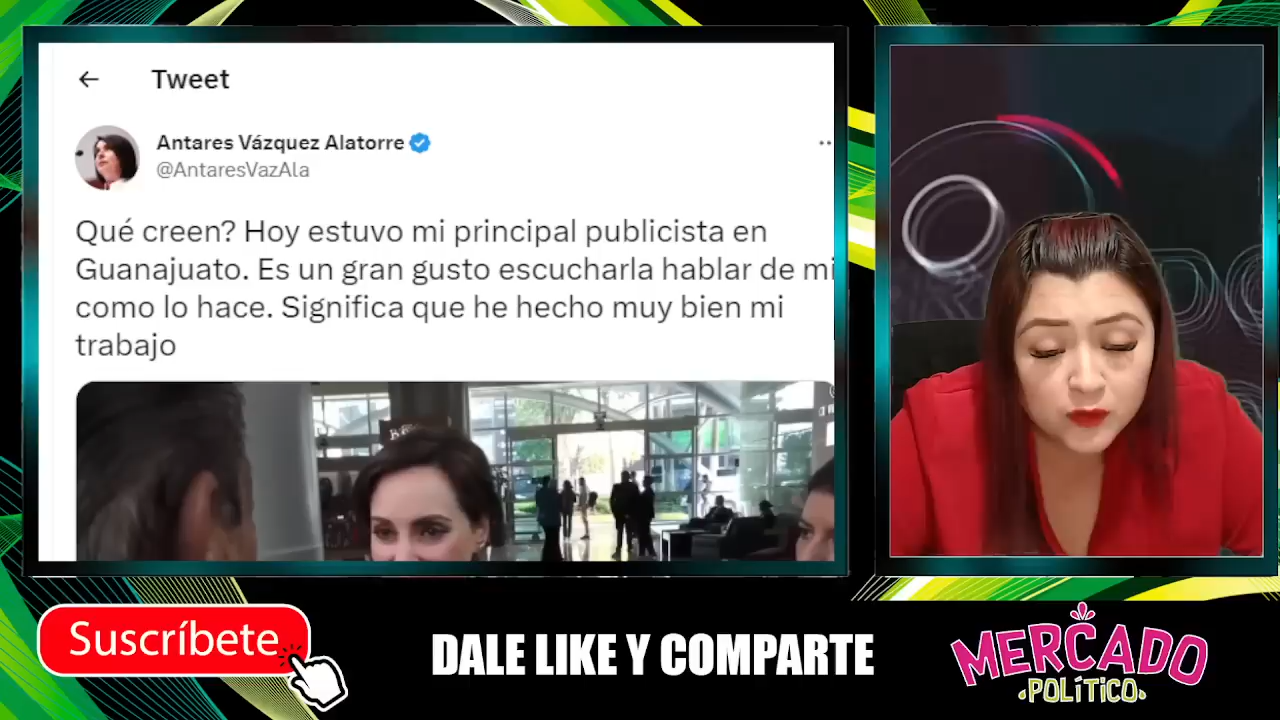 Tweet
Antares Vázquez Alatorre
@AntaresVazAla
Qué creen? Hoy estuvo mi principal publicista en
Guanajuato. Es un gran gusto escucharla hablar de mi
como lo hace. Significa que he hecho muy bien mi
trabajo
Suscríbete
DALE LIKE Y COMPARTE
MERCADO
POLÍTICO